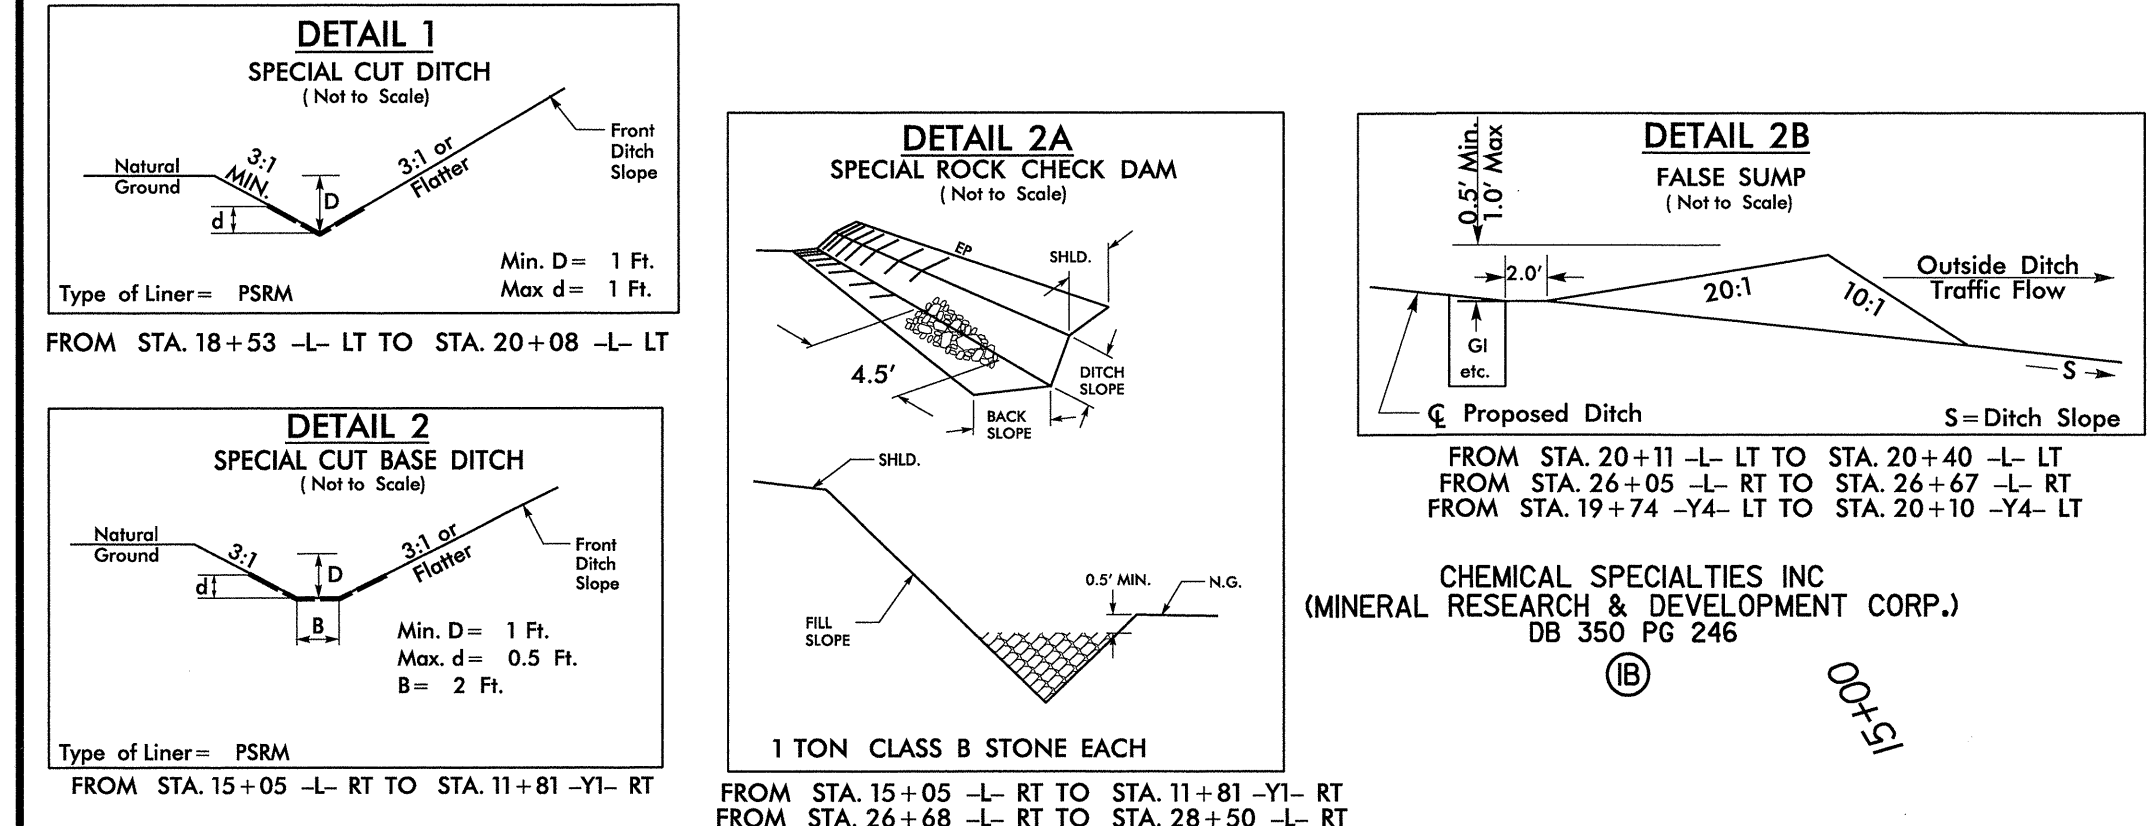 DETAIL 1
SPECIAL CUT DITCH
( Not to Scale)
Natural
Ground
3:1
MIN.
D
d
3:1 or
Flatter
Front
Ditch
Slope
Min. D= 1 Ft.
Max d= 1 Ft.
Type of Liner= PSRM
FROM STA. 18+53 -L- LT TO STA. 20+08 -L- LT
DETAIL 2
SPECIAL CUT BASE DITCH
( Not to Scale)
Natural
Ground
3:1
D
d
B
3:1 or
Flatter
Front
Ditch
Slope
Min. D= 1 Ft.
Max. d= 0.5 Ft.
B= 2 Ft.
Type of Liner= PSRM
FROM STA. 15+05 -L- RT TO STA. 11+81 -Y1- RT
DETAIL 2A
SPECIAL ROCK CHECK DAM
( Not to Scale)
EP
SHLD.
4.5'
DITCH
SLOPE
BACK
SLOPE
SHLD.
0.5' MIN.
N.G.
FILL
SLOPE
1 TON CLASS B STONE EACH
FROM STA. 15+05 -L- RT TO STA. 11+81 -Y1- RT
FROM STA. 26+68 -L- RT TO STA. 28+50 -L- RT
DETAIL 2B
FALSE SUMP
( Not to Scale)
0.5' Min.
1.0' Max
2.0'
20:1
10:1
Outside Ditch
Traffic Flow
GI
etc.
S
℄ Proposed Ditch
S=Ditch Slope
FROM STA. 20+11 -L- LT TO STA. 20+40 -L- LT
FROM STA. 26+05 -L- RT TO STA. 26+67 -L- RT
FROM STA. 19+74 -Y4- LT TO STA. 20+10 -Y4- LT
CHEMICAL SPECIALTIES INC
(MINERAL RESEARCH & DEVELOPMENT CORP.)
DB 350 PG 246
1B
15+00